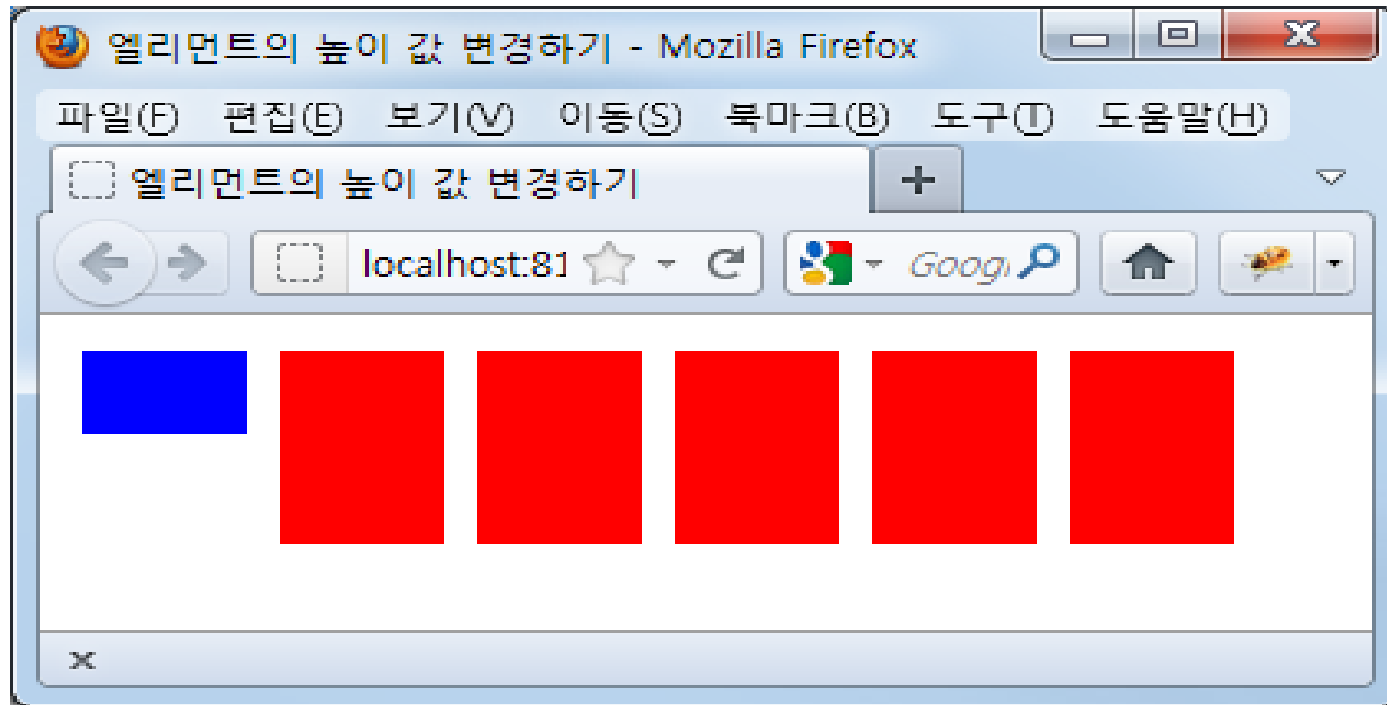 엘리먼트의 높이 값 변경하기 - Mozilla Firefox
파일(F) 편집(E) 보기(V) 이동(S) 북마크(B) 도구(T) 도움말(H)
엘리먼트의 높이 값 변경하기
localhost:81 Goog